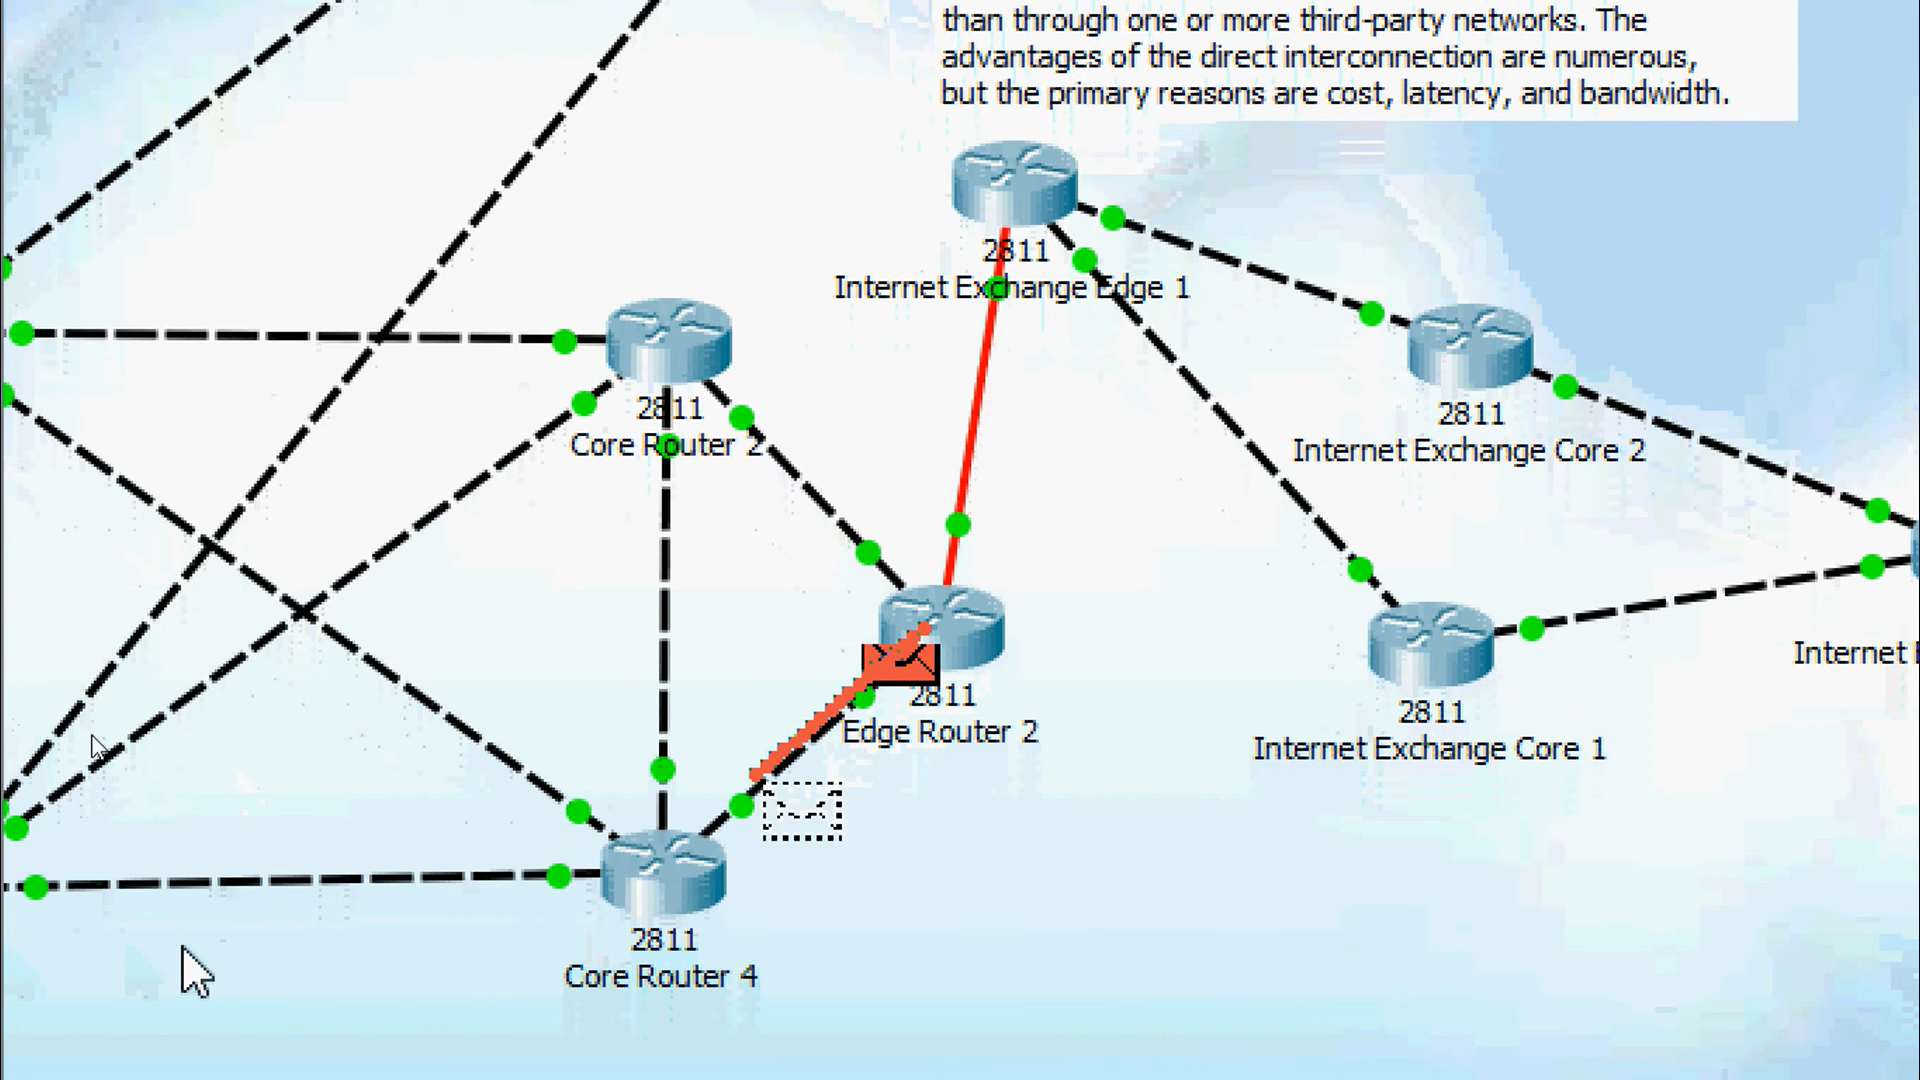 than through one or more third-party networks. The
advantages of the direct interconnection are numerous,
but the primary reasons are cost, latency, and bandwidth.
2811
Internet Exchange Edge 1
2811
Core Router 2
2811
Internet Exchange Core 2
2811
Edge Router 2
2811
Internet Exchange Core 1
Internet
2811
Core Router 4